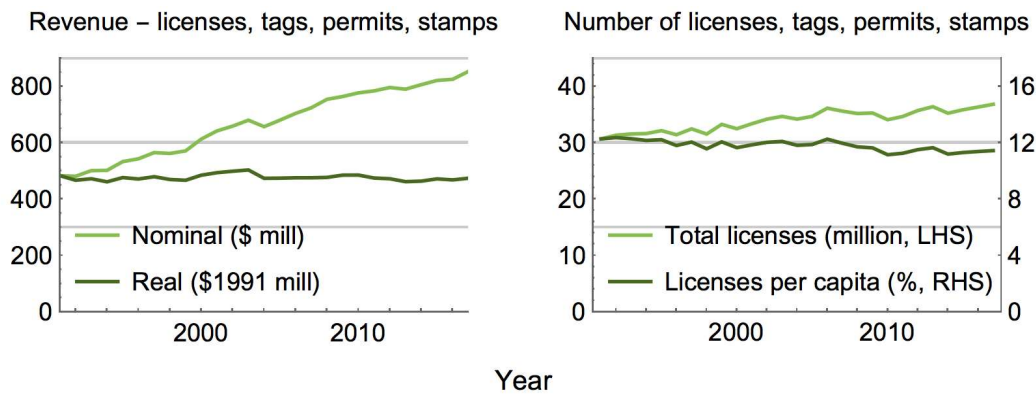 Revenue – licenses, tags, permits, stamps
800
600
400
200
0
Nominal ($ mill)
Real ($1991 mill)
2000
2010
Number of licenses, tags, permits, stamps
40
30
20
10
0
16
12
8
4
0
Total licenses (million, LHS)
Licenses per capita (%, RHS)
2000
2010
Year